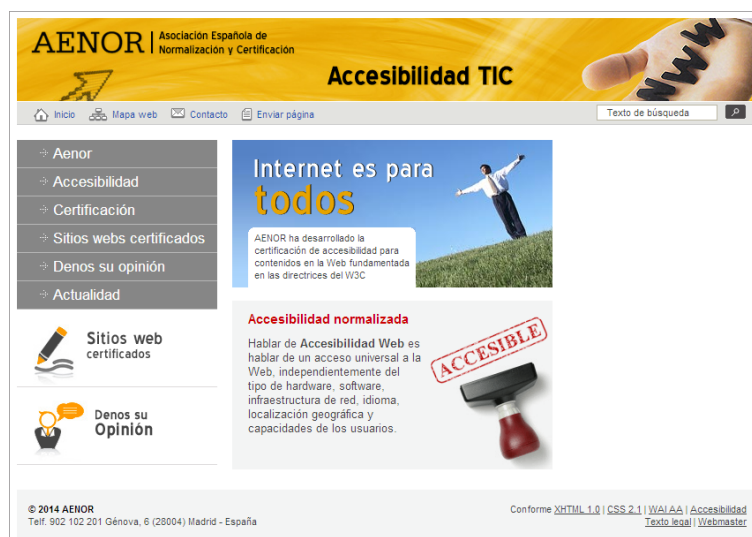 AENOR
Asociación Española de
Normalización y Certificación
Accesibilidad TIC
WWW
Inicio
Mapa web
Contacto
Enviar página
Texto de búsqueda
Aenor
Accesibilidad
Certificación
Sitios webs certificados
Denos su opinión
Actualidad
Sitios web
certificados
Denos su
Opinión
Internet es para
todos
AENOR ha desarrollado la
certificación de accesibilidad para
contenidos en la Web fundamentada
en las directrices del W3C
Accesibilidad normalizada
Hablar de Accesibilidad Web es
hablar de un acceso universal a la
Web, independientemente del
tipo de hardware, software,
infraestructura de red, idioma,
localización geográfica y
capacidades de los usuarios.
ACCESIBLE
© 2014 AENOR
Telf. 902 102 201 Génova, 6 (28004) Madrid - España
Conforme XHTML 1.0 | CSS 2.1 | WAI AA | Accesibilidad
Texto legal | Webmaster